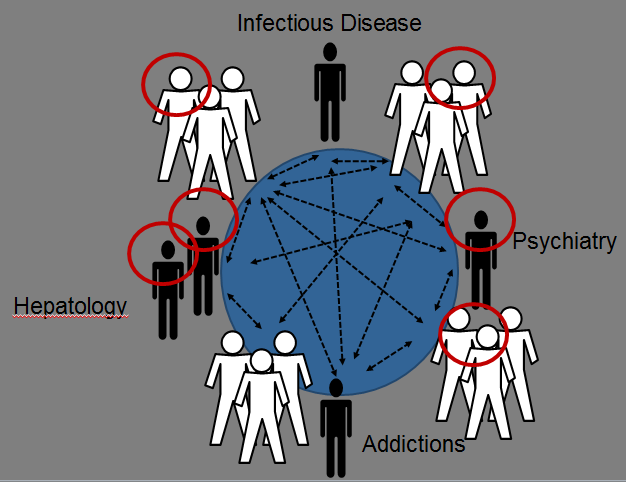 Infectious Disease
Psychiatry
Hepatology
Addictions